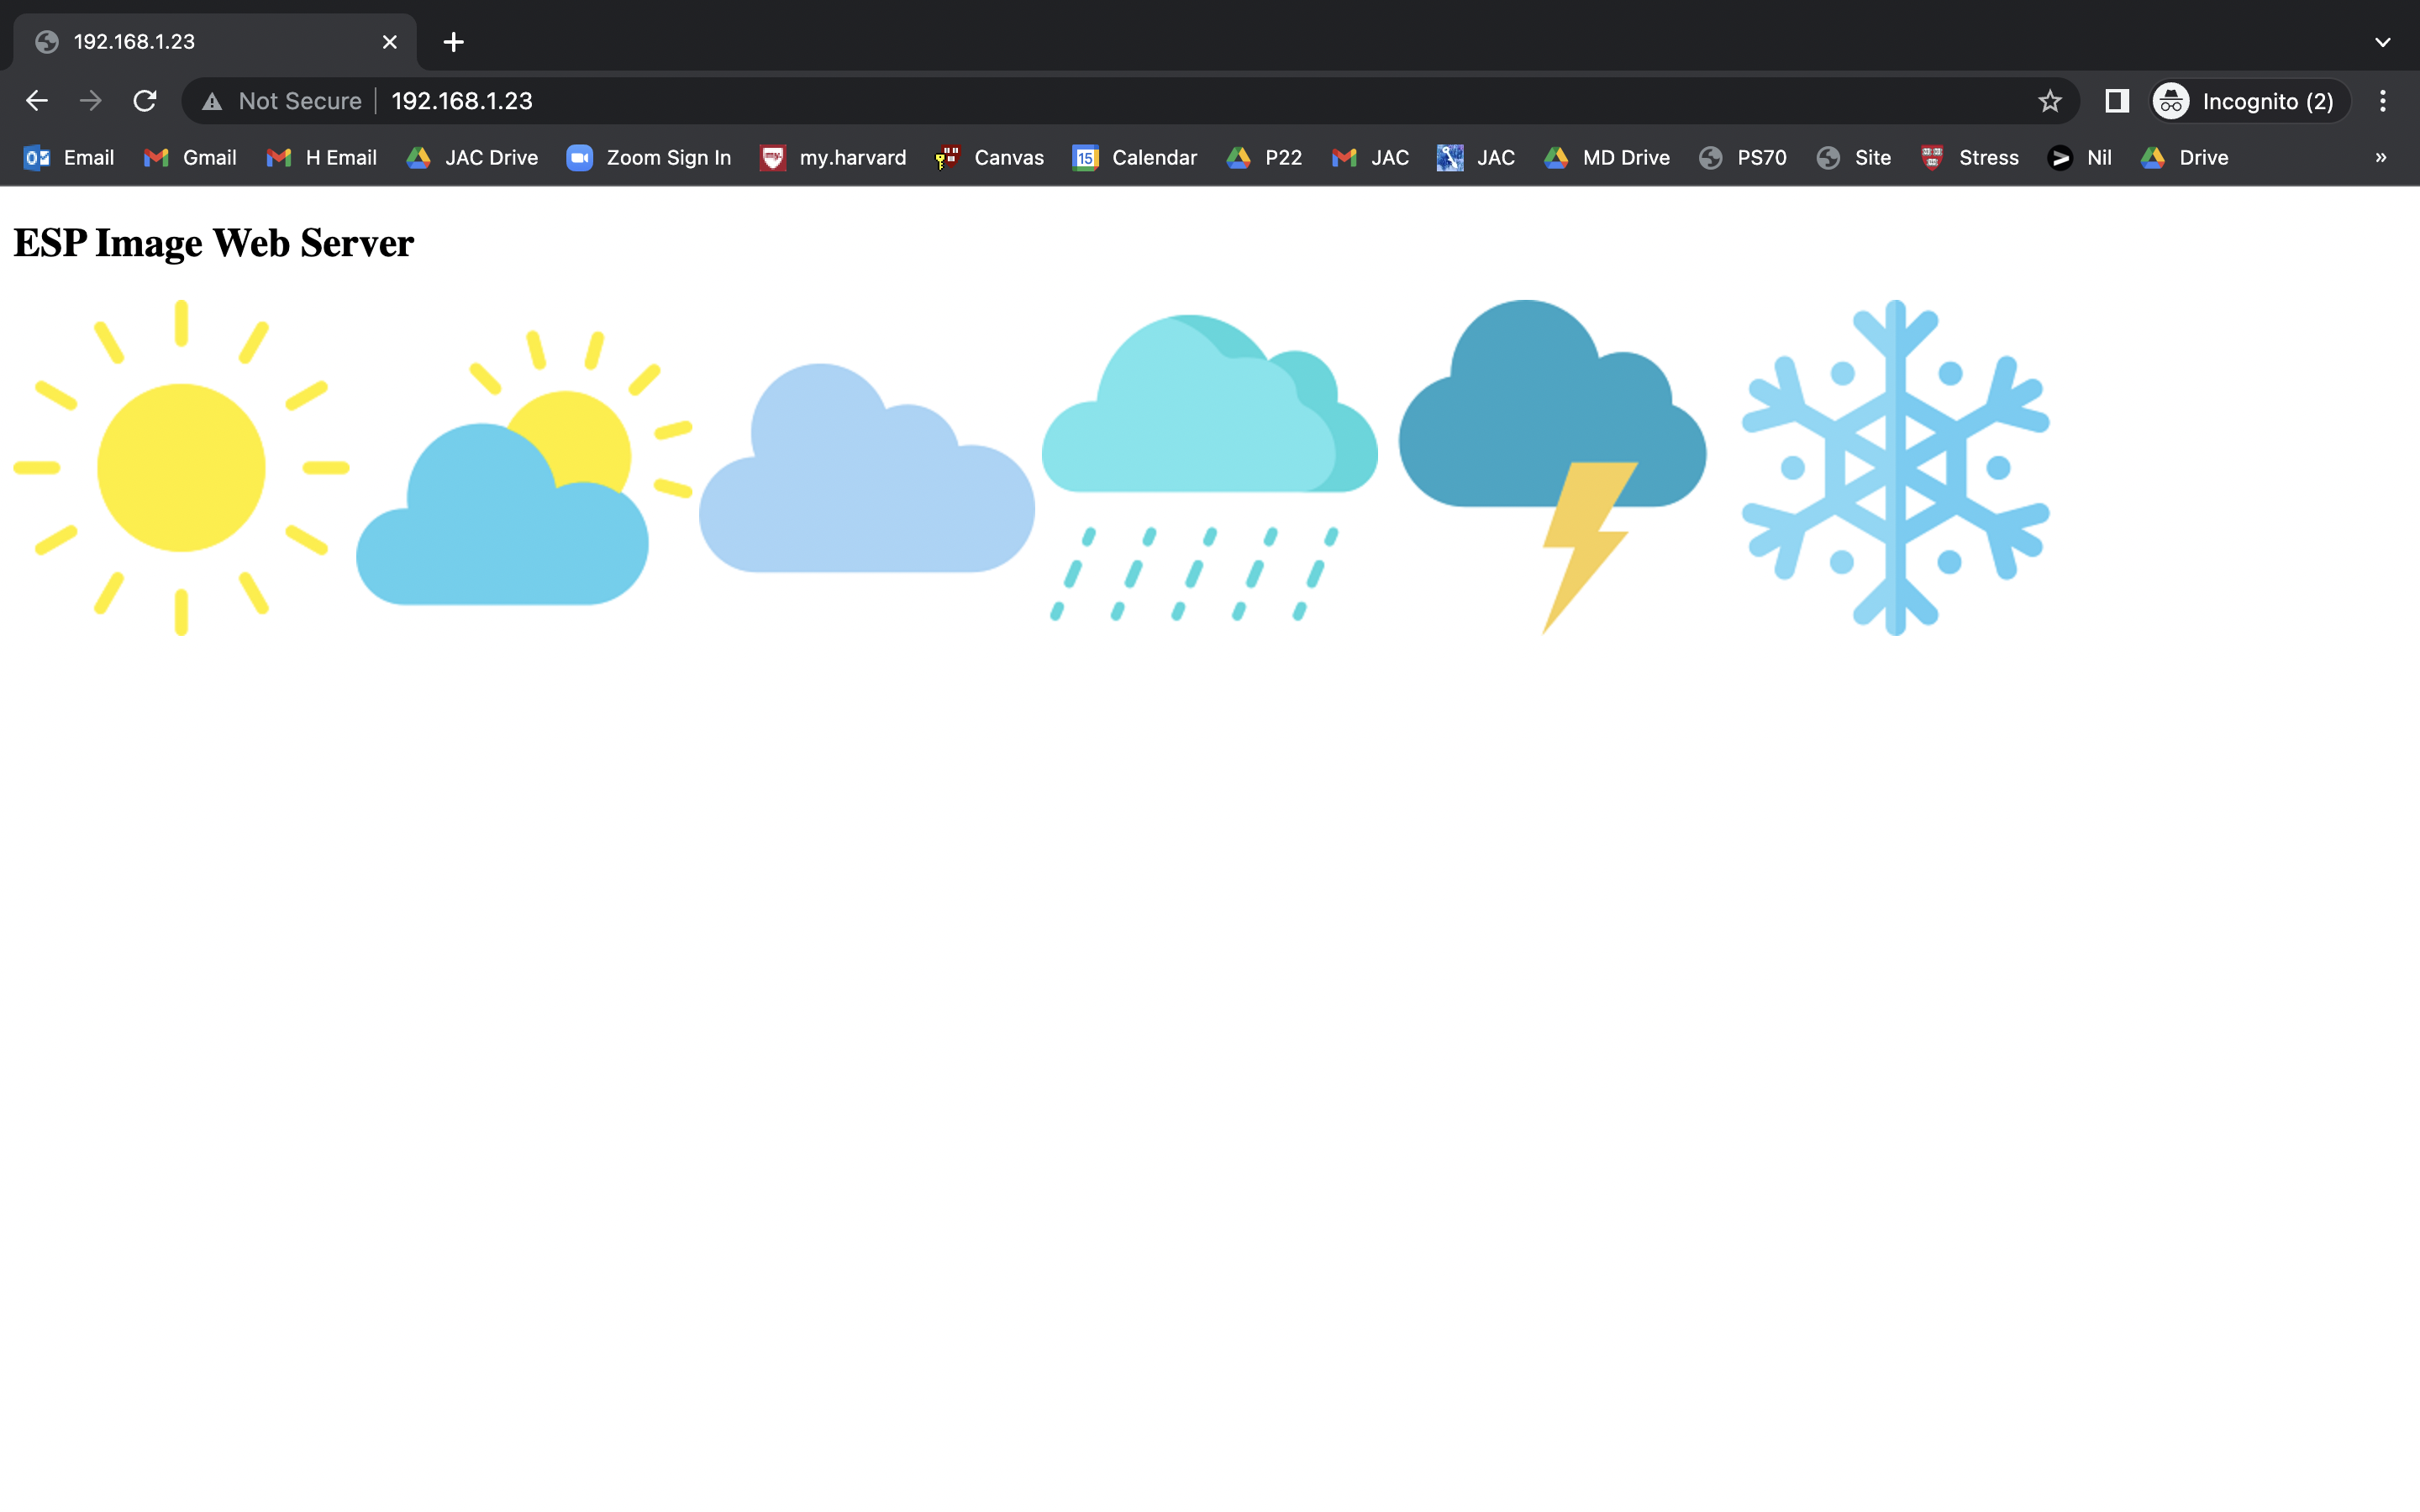 192.168.1.23
Not Secure 192.168.1.23 Incognito (2)
Email Gmail H Email JAC Drive Zoom Sign In my.harvard Canvas 15 Calendar P22 JAC JAC MD Drive PS70 Site Stress Nil Drive »
ESP Image Web Server